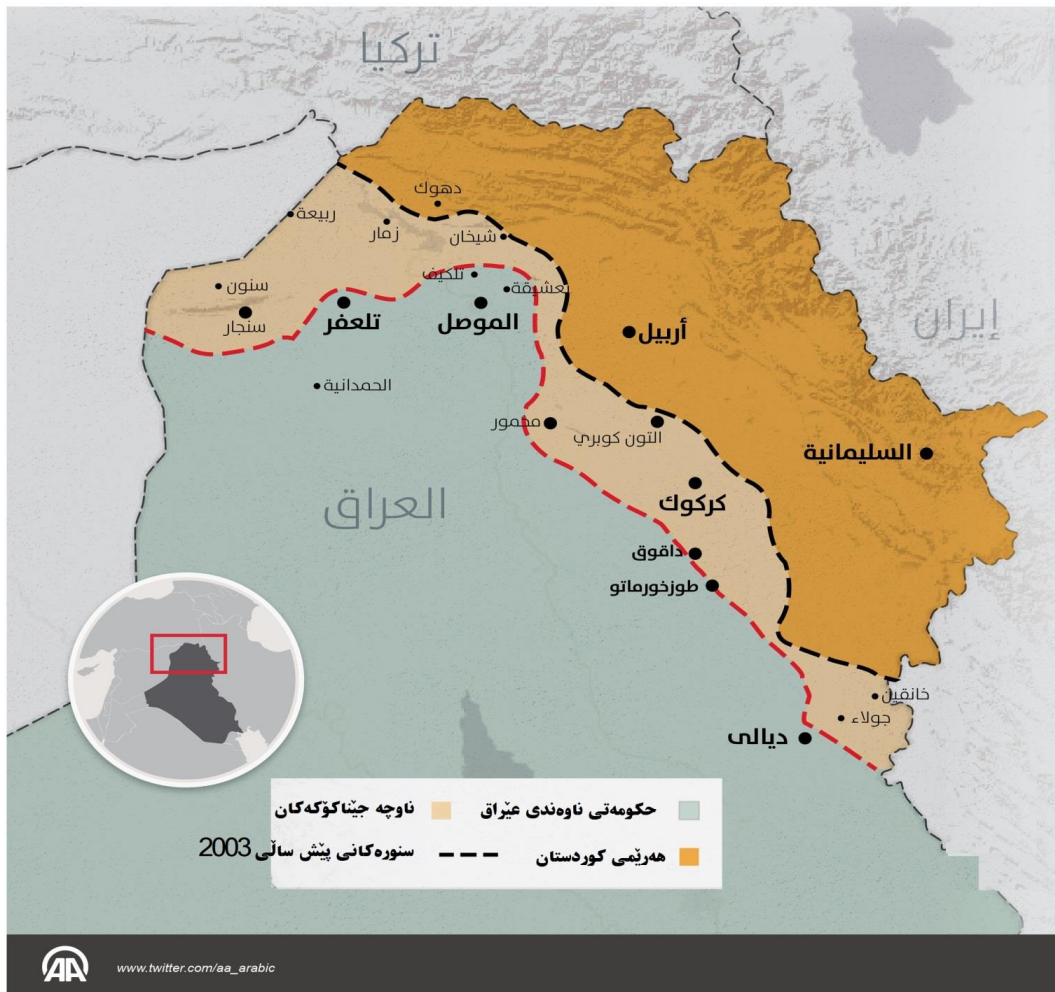 تركيا
دهوك
ربيعة
زمار
شيخان
سنون
تلكيف
بعشيقة
سنجار
تلعفر
الموصل
أربيل
إيران
الحمدانية
مخمور
التون كوبري
السليمانية
كركوك
العراق
داقوق
طوزخورماتو
خانقين
جولاء
ديالى
حکومەتی ناوەندی عێراق
ناوچە جێناکۆکەکان
هەرێمی کوردستان
سنورەکانی پێش ساڵی 2003
AA
www.twitter.com/aa_arabic